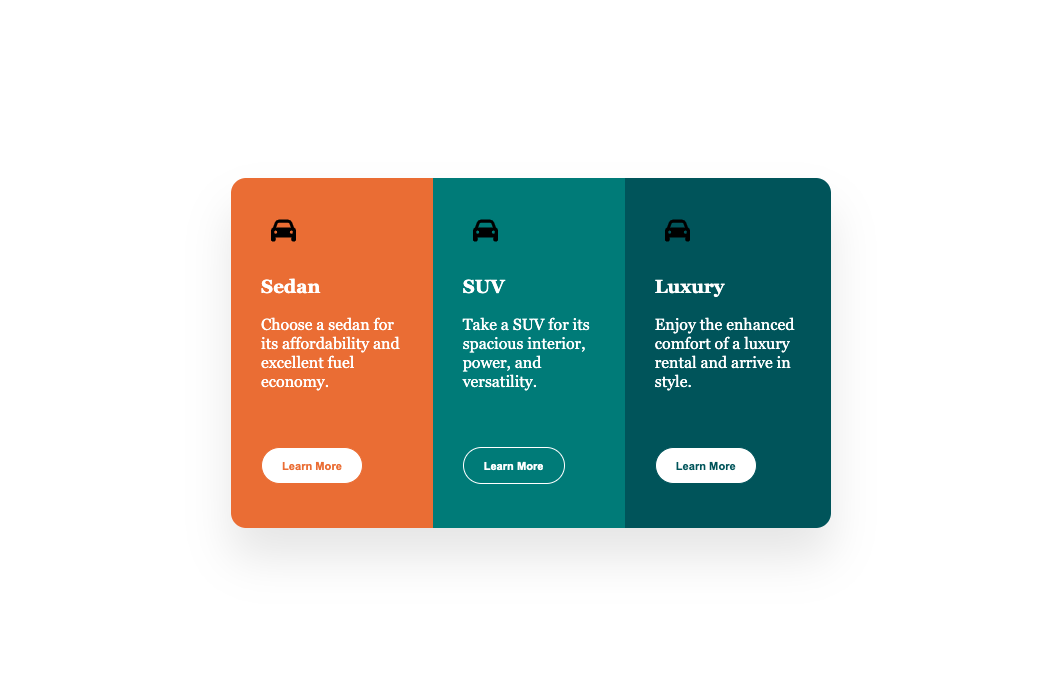 Sedan
Choose a sedan for
its affordability and
excellent fuel
economy.
Learn More
SUV
Take a SUV for its
spacious interior,
power, and
versatility.
Learn More
Luxury
Enjoy the enhanced
comfort of a luxury
rental and arrive in
style.
Learn More